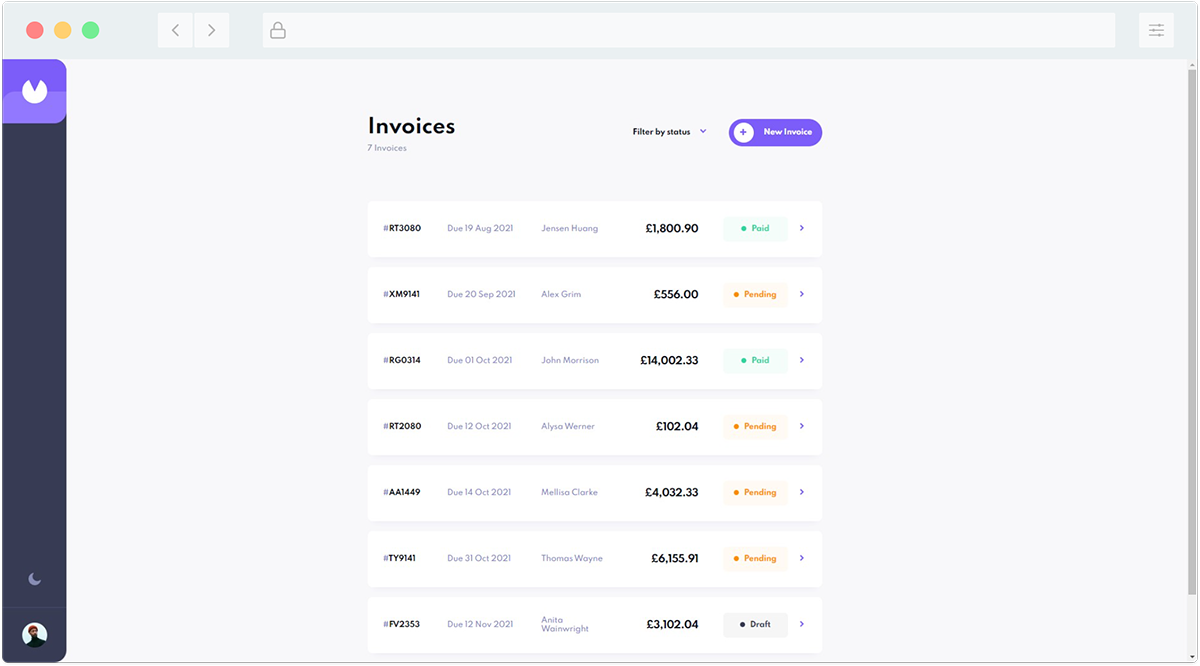 Invoices
7 Invoices
Filter by status
+ New Invoice
#RT3080 Due 19 Aug 2021 Jensen Huang £1,800.90 Paid
#XM9141 Due 20 Sep 2021 Alex Grim £556.00 Pending
#RG0314 Due 01 Oct 2021 John Morrison £14,002.33 Paid
#RT2080 Due 12 Oct 2021 Alysa Werner £102.04 Pending
#AA1449 Due 14 Oct 2021 Mellisa Clarke £4,032.33 Pending
#TY9141 Due 31 Oct 2021 Thomas Wayne £6,155.91 Pending
#FV2353 Due 12 Nov 2021 Anita Wainwright £3,102.04 Draft